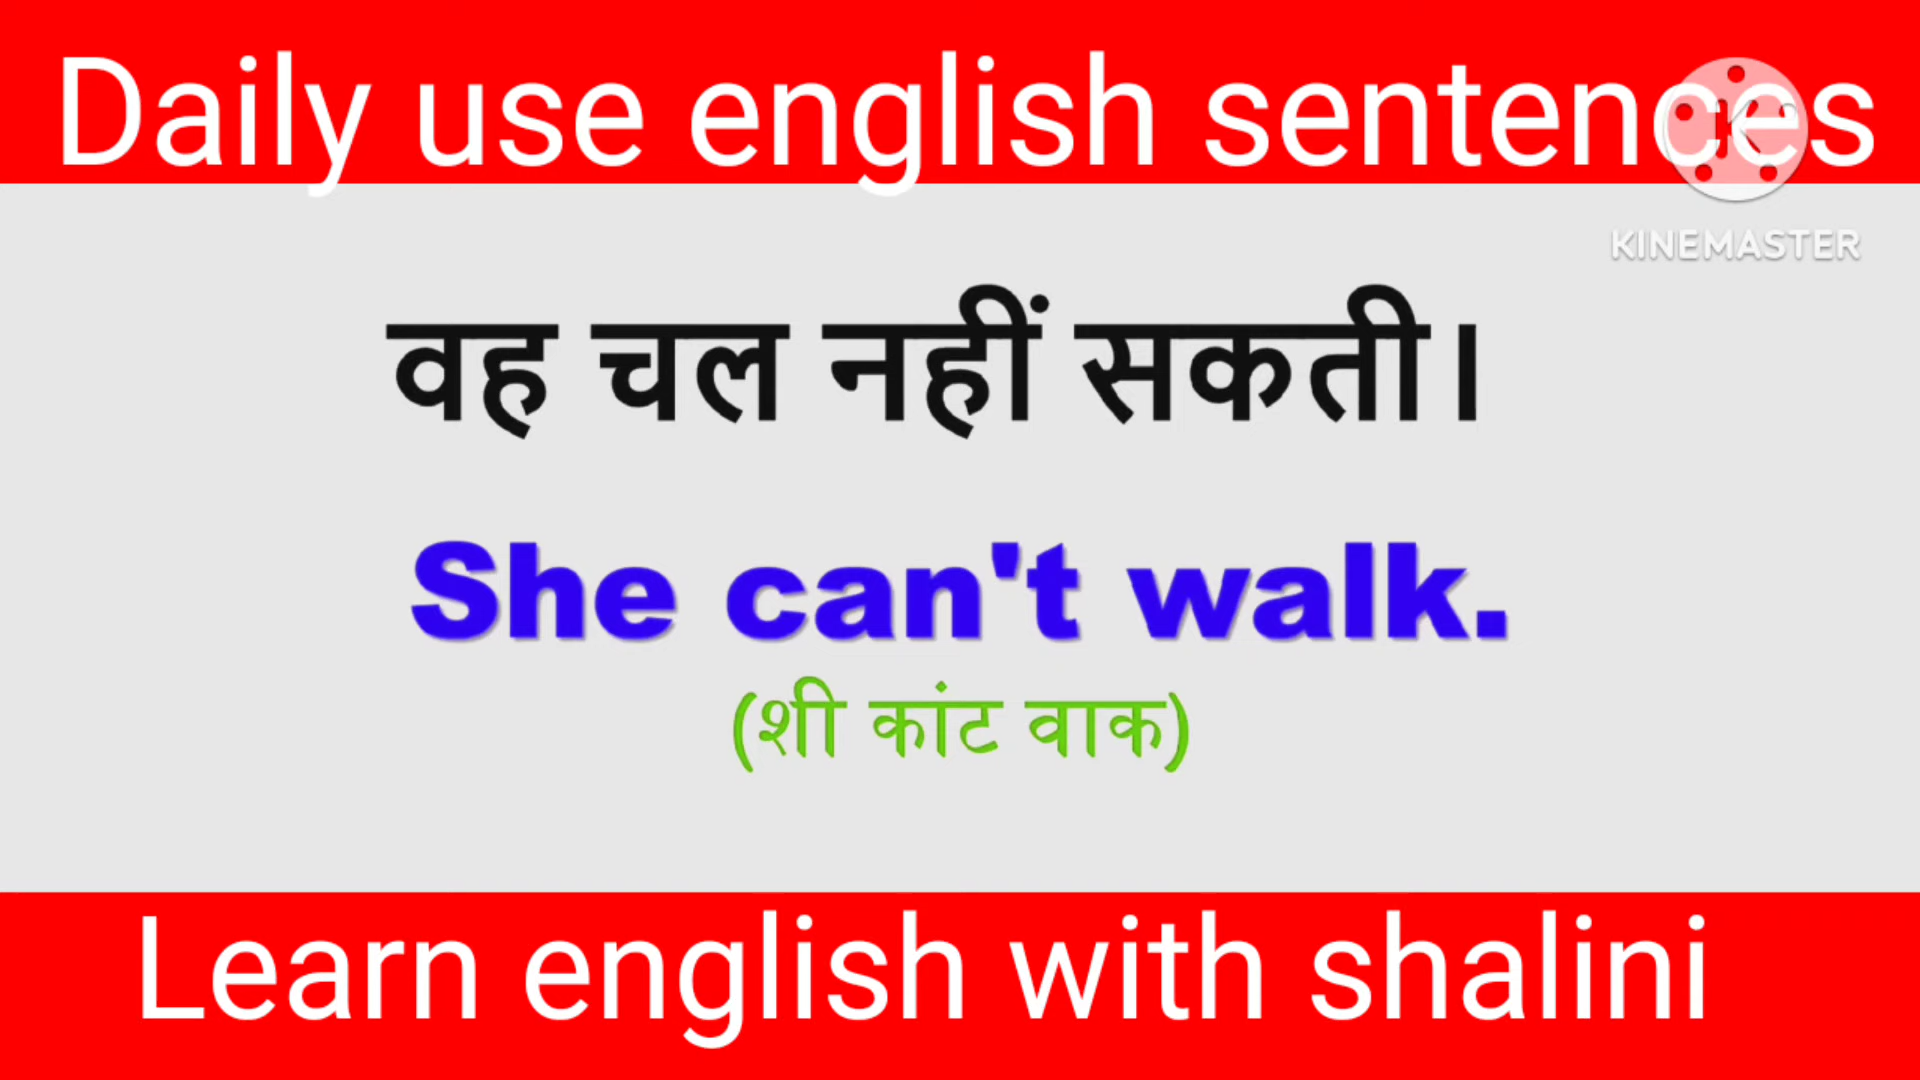 Daily use english sentences
KINEMASTER
वह चल नहीं सकती।
She can't walk.
(शी कांट वाक)
Learn english with shalini